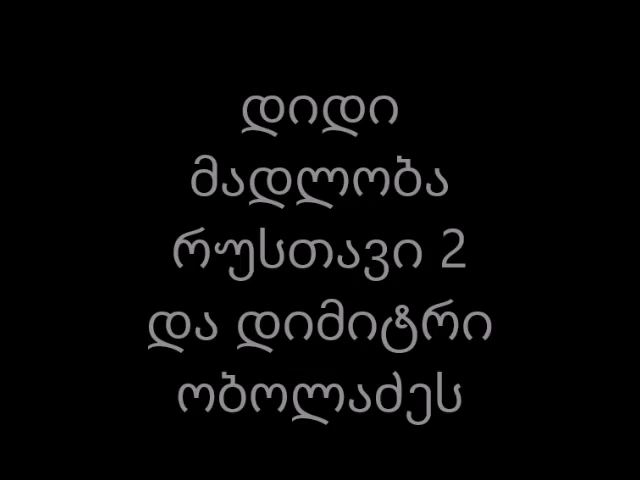 დიდი
მადლობა
რუსთავი 2
და დიმიტრი
ობოლაძეს